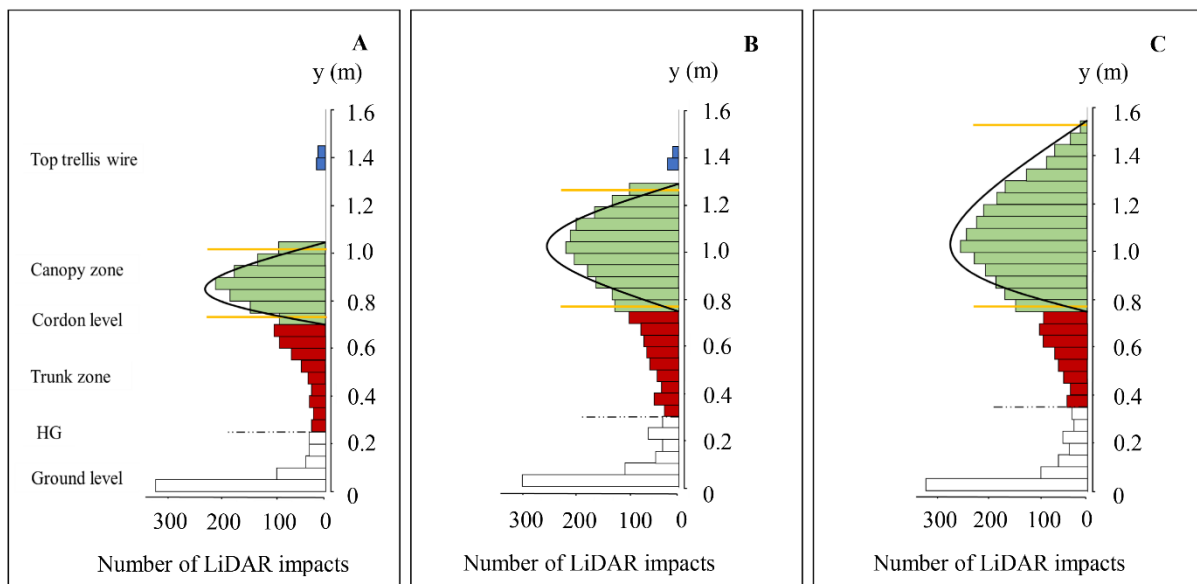 A
y (m)
1.6
1.4
1.2
1.0
0.8
0.6
0.4
0.2
0
Top trellis wire
Canopy zone
Cordon level
Trunk zone
HG
Ground level
300 200 100 0
Number of LiDAR impacts
B
y (m)
1.6
1.4
1.2
1.0
0.8
0.6
0.4
0.2
0
300 200 100 0
Number of LiDAR impacts
C
y (m)
1.6
1.4
1.2
1.0
0.8
0.6
0.4
0.2
0
300 200 100 0
Number of LiDAR impacts